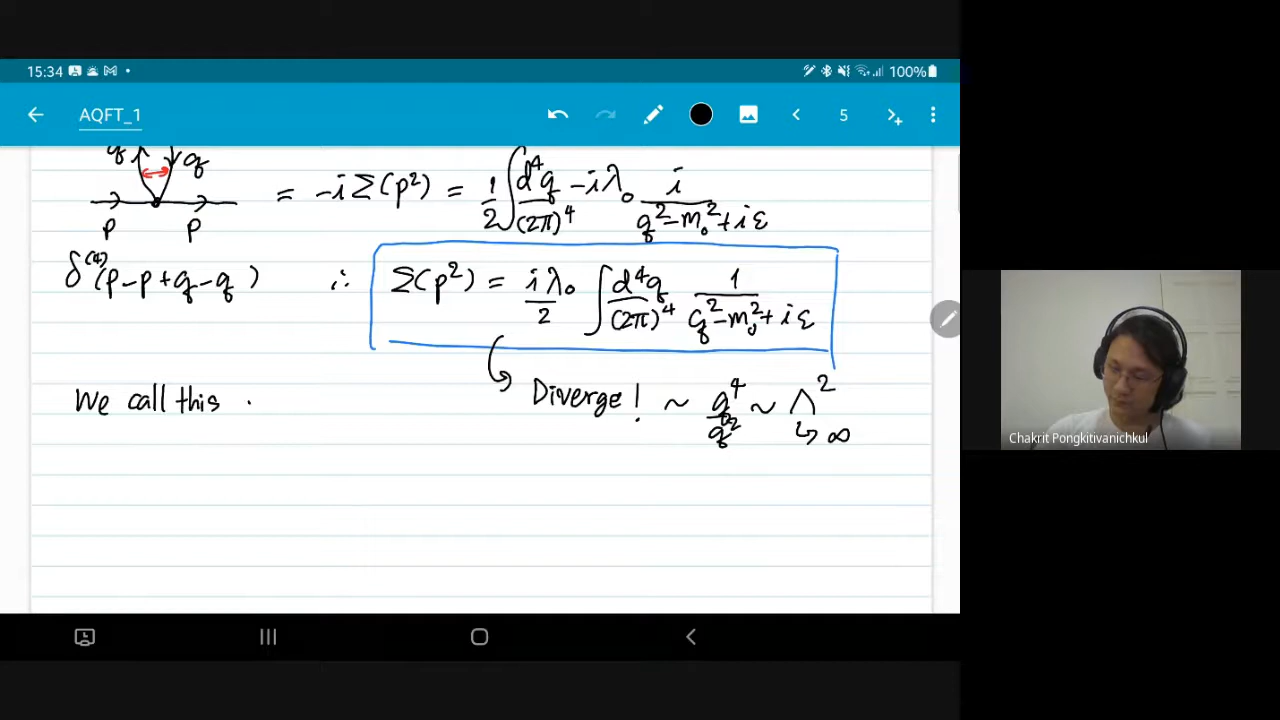 15:34 100%
AQFT_1 5
q q = -iΣ(p²) = 1/2 ∫ d⁴q/(2π)⁴ -iλ₀ i/(q²-m₀²+iε)
p p
δ⁽⁴⁾(p-p+q-q) ∴ Σ(p²) = iλ₀/2 ∫ d⁴q/(2π)⁴ 1/(q²-m₀²+iε)
We call this Diverge! ~ q⁴/q² ~ Λ² ↳ ∞
Chakrit Pongkitivanichkul